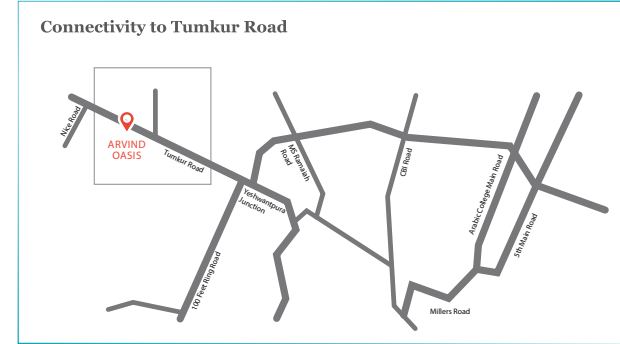 Connectivity to Tumkur Road
Nice Road
ARVIND
OASIS
Tumkur Road
Yeshwantpura
Junction
100 Feet Ring Road
MS Ramaiah
Road
CBI Road
Arabic College Main Road
5th Main Road
Millers Road